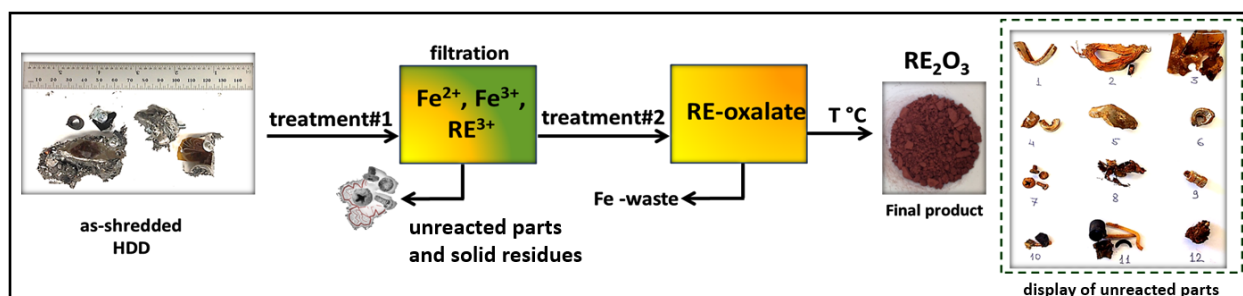 as-shredded
HDD
treatment#1
filtration
Fe²⁺, Fe³⁺,
RE³⁺
unreacted parts
and solid residues
treatment#2
RE-oxalate
Fe -waste
T °C
RE₂O₃
Final product
1
2
3
4
5
6
7
8
9
10
11
12
display of unreacted parts